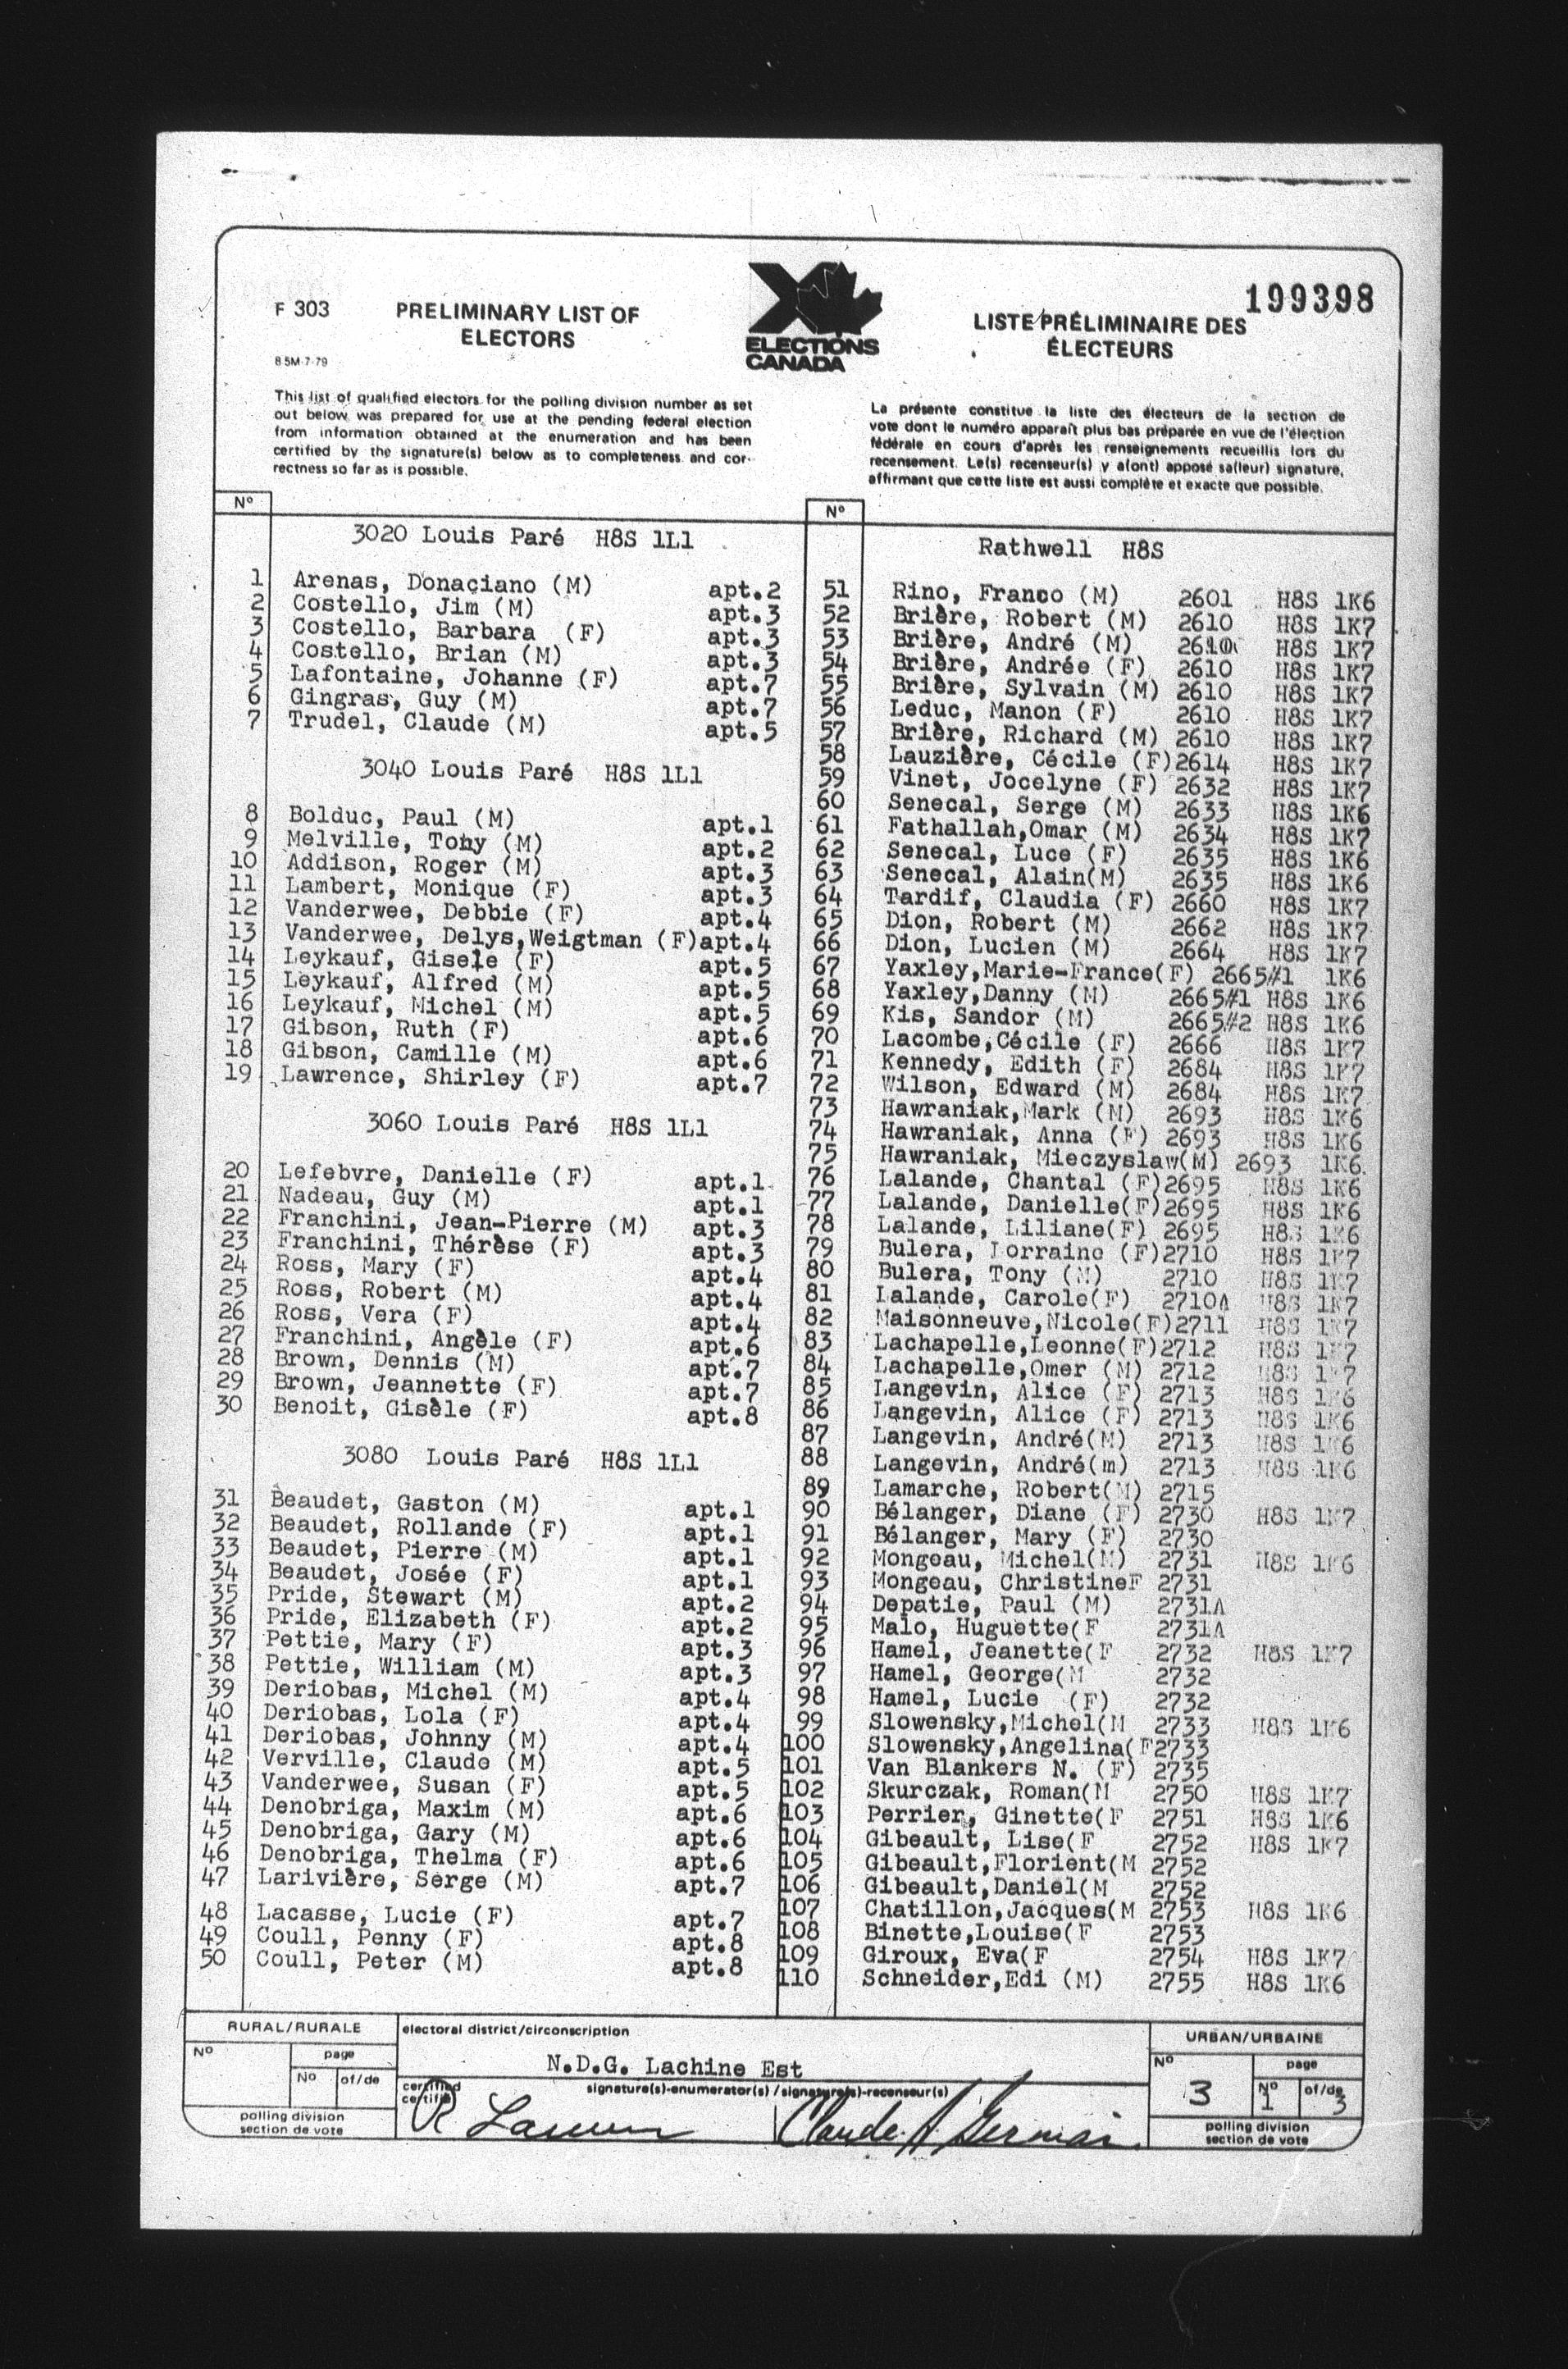 199398
F 303
PRELIMINARY LIST OF
ELECTORS
8 5M-7-79
ELECTIONS
CANADA
LISTE PRÉLIMINAIRE DES
ÉLECTEURS
This list of qualified electors for the polling division number as set
out below was prepared for use at the pending federal election
from information obtained at the enumeration and has been
certified by the signature(s) below as to completeness and cor-
rectness so far as is possible.
La présente constitue la liste des électeurs de la section de
vote dont le numéro apparaît plus bas préparée en vue de l'élection
fédérale en cours d'après les renseignements recueillis lors du
recensement. Le(s) recenseur(s) y a(ont) apposé sa(leur) signature,
affirmant que cette liste est aussi complète et exacte que possible.
Nº
3020 Louis Paré H8S 1L1
1 Arenas, Donaciano (M) apt.2
2 Costello, Jim (M) apt.3
3 Costello, Barbara (F) apt.3
4 Costello, Brian (M) apt.3
5 Lafontaine, Johanne (F) apt.7
6 Gingras, Guy (M) apt.7
7 Trudel, Claude (M) apt.5
3040 Louis Paré H8S 1L1
8 Bolduc, Paul (M) apt.1
9 Melville, Tony (M) apt.2
10 Addison, Roger (M) apt.3
11 Lambert, Monique (F) apt.3
12 Vanderwee, Debbie (F) apt.4
13 Vanderwee, Delys,Weigtman (F)apt.4
14 Leykauf, Gisele (F) apt.5
15 Leykauf, Alfred (M) apt.5
16 Leykauf, Michel (M) apt.5
17 Gibson, Ruth (F) apt.6
18 Gibson, Camille (M) apt.6
19 Lawrence, Shirley (F) apt.7
3060 Louis Paré H8S 1L1
20 Lefebvre, Danielle (F) apt.1
21 Nadeau, Guy (M) apt.1
22 Franchini, Jean-Pierre (M) apt.3
23 Franchini, Thérèse (F) apt.3
24 Ross, Mary (F) apt.4
25 Ross, Robert (M) apt.4
26 Ross, Vera (F) apt.4
27 Franchini, Angèle (F) apt.6
28 Brown, Dennis (M) apt.7
29 Brown, Jeannette (F) apt.7
30 Benoit, Gisèle (F) apt.8
3080 Louis Paré H8S 1L1
31 Beaudet, Gaston (M) apt.1
32 Beaudet, Rollande (F) apt.1
33 Beaudet, Pierre (M) apt.1
34 Beaudet, Josée (F) apt.1
35 Pride, Stewart (M) apt.2
36 Pride, Elizabeth (F) apt.2
37 Pettie, Mary (F) apt.3
38 Pettie, William (M) apt.3
39 Deriobas, Michel (M) apt.4
40 Deriobas, Lola (F) apt.4
41 Deriobas, Johnny (M) apt.4
42 Verville, Claude (M) apt.5
43 Vanderwee, Susan (F) apt.5
44 Denobriga, Maxim (M) apt.6
45 Denobriga, Gary (M) apt.6
46 Denobriga, Thelma (F) apt.6
47 Larivière, Serge (M) apt.7
48 Lacasse, Lucie (F) apt.7
49 Coull, Penny (F) apt.8
50 Coull, Peter (M) apt.8
Nº
Rathwell H8S
51 Rino, Franco (M) 2601 H8S 1K6
52 Brière, Robert (M) 2610 H8S 1K7
53 Brière, André (M) 2610 H8S 1K7
54 Brière, Andrée (F) 2610 H8S 1K7
55 Brière, Sylvain (M) 2610 H8S 1K7
56 Leduc, Manon (F) 2610 H8S 1K7
57 Brière, Richard (M) 2610 H8S 1K7
58 Lauzière, Cécile (F)2614 H8S 1K7
59 Vinet, Jocelyne (F) 2632 H8S 1K7
60 Senecal, Serge (M) 2633 H8S 1K6
61 Fathallah,Omar (M) 2634 H8S 1K7
62 Senecal, Luce (F) 2635 H8S 1K6
63 Senecal, Alain(M) 2635 H8S 1K6
64 Tardif, Claudia (F) 2660 H8S 1K7
65 Dion, Robert (M) 2662 H8S 1K7
66 Dion, Lucien (M) 2664 H8S 1K7
67 Yaxley,Marie-France(F) 2665#1 1K6
68 Yaxley,Danny (M) 2665#1 H8S 1K6
69 Kis, Sandor (M) 2665#2 H8S 1K6
70 Lacombe,Cécile (F) 2666 H8S 1K7
71 Kennedy, Edith (F) 2684 H8S 1K7
72 Wilson, Edward (M) 2684 H8S 1K7
73 Hawraniak,Mark (M) 2693 H8S 1K6
74 Hawraniak, Anna (F) 2693 H8S 1K6
75 Hawraniak, Mieczyslaw(M) 2693 1K6
76 Lalande, Chantal (F)2695 H8S 1K6
77 Lalande, Danielle(F)2695 H8S 1K6
78 Lalande, Liliane(F) 2695 H8S 1K6
79 Bulera, Lorraine (F)2710 H8S 1K7
80 Bulera, Tony (M) 2710 H8S 1K7
81 Lalande, Carole(F) 2710A H8S 1K7
82 Maisonneuve,Nicole(F)2711 H8S 1K7
83 Lachapelle,Leonne(F)2712 H8S 1K7
84 Lachapelle,Omer (M) 2712 H8S 1K7
85 Langevin, Alice (F) 2713 H8S 1K6
86 Langevin, Alice (F) 2713 H8S 1K6
87 Langevin, André(M) 2713 H8S 1K6
88 Langevin, André(m) 2713 H8S 1K6
89 Lamarche, Robert(M) 2715
90 Bélanger, Diane (F) 2730 H8S 1K7
91 Bélanger, Mary (F) 2730
92 Mongeau, Michel(M) 2731 H8S 1K6
93 Mongeau, ChristineF 2731
94 Depatie, Paul (M) 2731A
95 Malo, Huguette(F 2731A
96 Hamel, Jeanette(F 2732 H8S 1K7
97 Hamel, George(M 2732
98 Hamel, Lucie (F) 2732
99 Slowensky,Michel(M 2733 H8S 1K6
100 Slowensky,Angelina(F2733
101 Van Blankers N. (F) 2735
102 Skurczak, Roman(M 2750 H8S 1K7
103 Perrier, Ginette(F 2751 H8S 1K6
104 Gibeault, Lise(F 2752 H8S 1K7
105 Gibeault,Florient(M 2752
106 Gibeault,Daniel(M 2752
107 Chatillon,Jacques(M 2753 H8S 1K6
108 Binette,Louise(F 2753
109 Giroux, Eva(F 2754 H8S 1K7
110 Schneider,Edi (M) 2755 H8S 1K6
RURAL/RURALE
Nº
page
Nº of/de
polling division
section de vote
electoral district/circonscription
N.D.G. Lachine Est
certified
certifié
signature(s)-enumerator(s)/signature(s)-recenseur(s)
R
Claude A Germain
URBAN/URBAINE
Nº
3
page
Nº of/de
1 3
polling division
section de vote